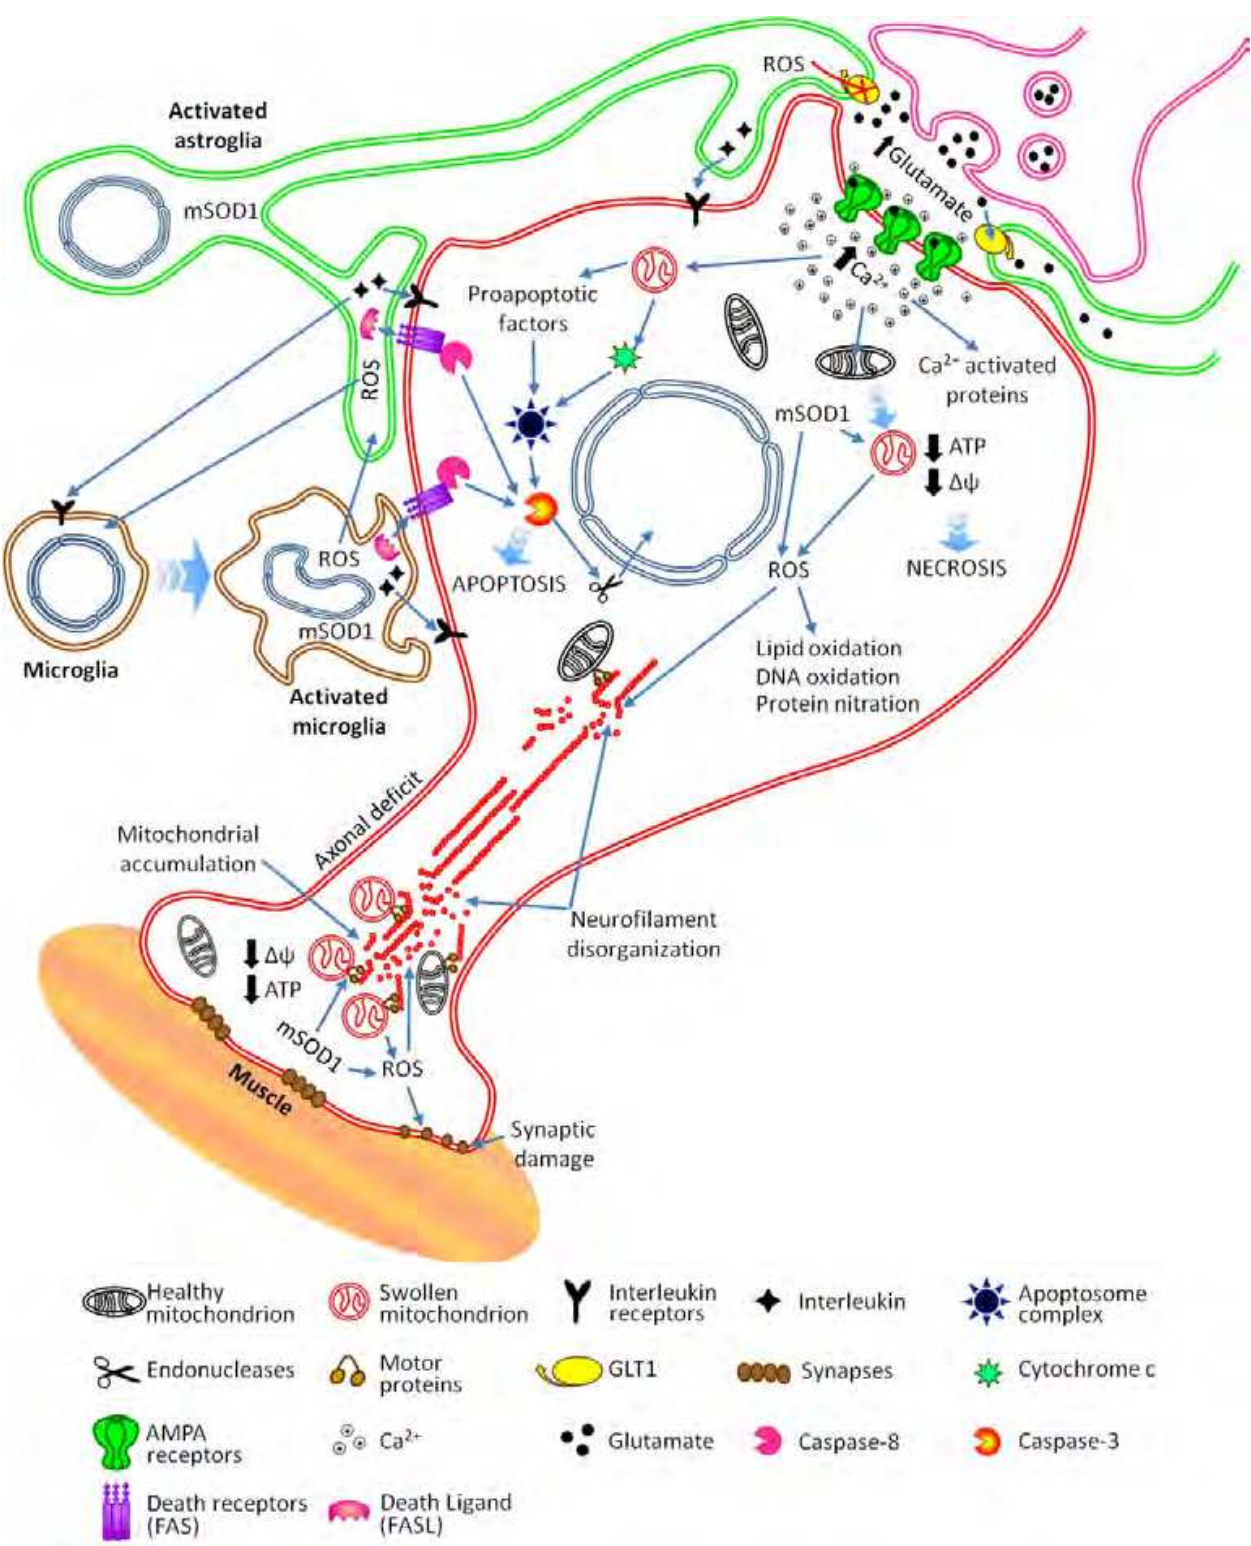 ROS
Activated
astroglia
Glutamate
mSOD1
Ca²⁺
Proapoptotic
factors
ROS
Ca²⁺ activated
proteins
mSOD1
ATP
Δψ
ROS
mSOD1
APOPTOSIS
ROS
NECROSIS
Microglia
Activated
microglia
Lipid oxidation
DNA oxidation
Protein nitration
Axonal deficit
Mitochondrial
accumulation
Neurofilament
disorganization
Δψ
ATP
mSOD1
ROS
Muscle
Synaptic
damage
Healthy
mitochondrion
Swollen
mitochondrion
Interleukin
receptors
Interleukin
Apoptosome
complex
Endonucleases
Motor
proteins
GLT1
Synapses
Cytochrome c
AMPA
receptors
Ca²⁺
Glutamate
Caspase-8
Caspase-3
Death receptors
(FAS)
Death Ligand
(FASL)